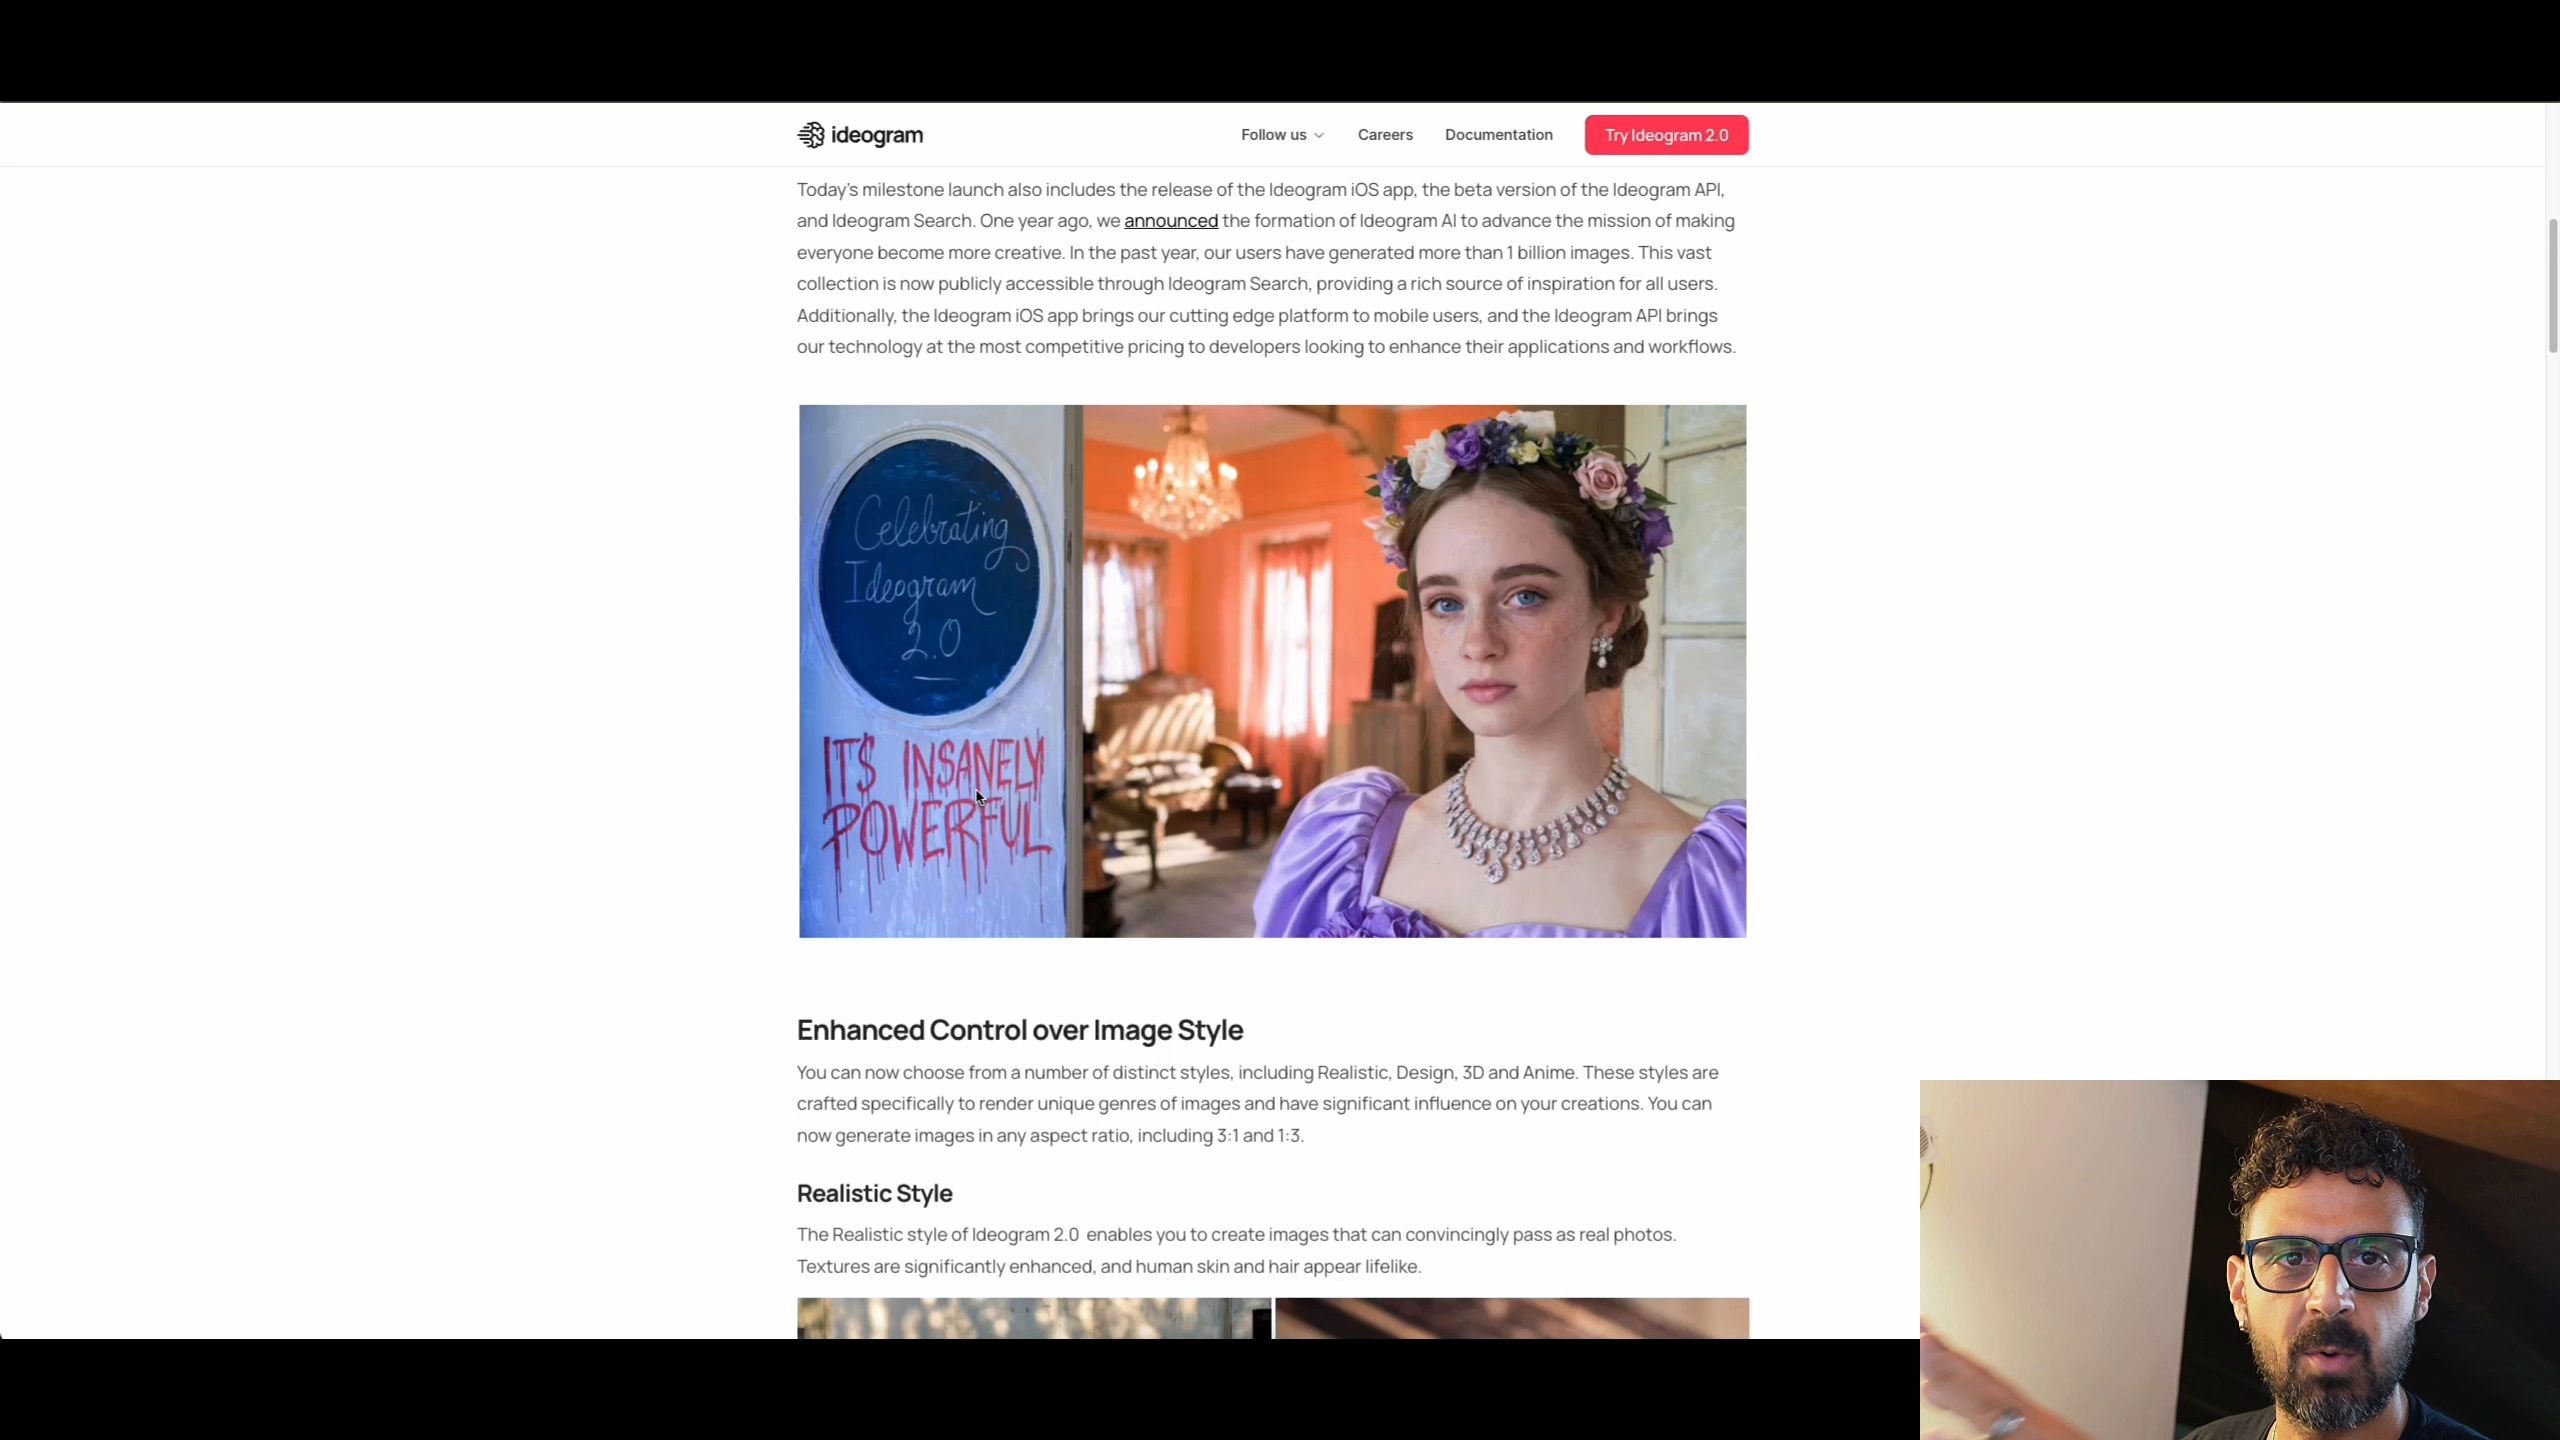 ideogram
Follow us
Careers
Documentation
Try Ideogram 2.0
Today's milestone launch also includes the release of the Ideogram iOS app, the beta version of the Ideogram API,
and Ideogram Search. One year ago, we announced the formation of Ideogram AI to advance the mission of making
everyone become more creative. In the past year, our users have generated more than 1 billion images. This vast
collection is now publicly accessible through Ideogram Search, providing a rich source of inspiration for all users.
Additionally, the Ideogram iOS app brings our cutting edge platform to mobile users, and the Ideogram API brings
our technology at the most competitive pricing to developers looking to enhance their applications and workflows.
Celebrating
Ideogram
2.0
IT'S INSANELY
POWERFUL
Enhanced Control over Image Style
You can now choose from a number of distinct styles, including Realistic, Design, 3D and Anime. These styles are
crafted specifically to render unique genres of images and have significant influence on your creations. You can
now generate images in any aspect ratio, including 3:1 and 1:3.
Realistic Style
The Realistic style of Ideogram 2.0 enables you to create images that can convincingly pass as real photos.
Textures are significantly enhanced, and human skin and hair appear lifelike.